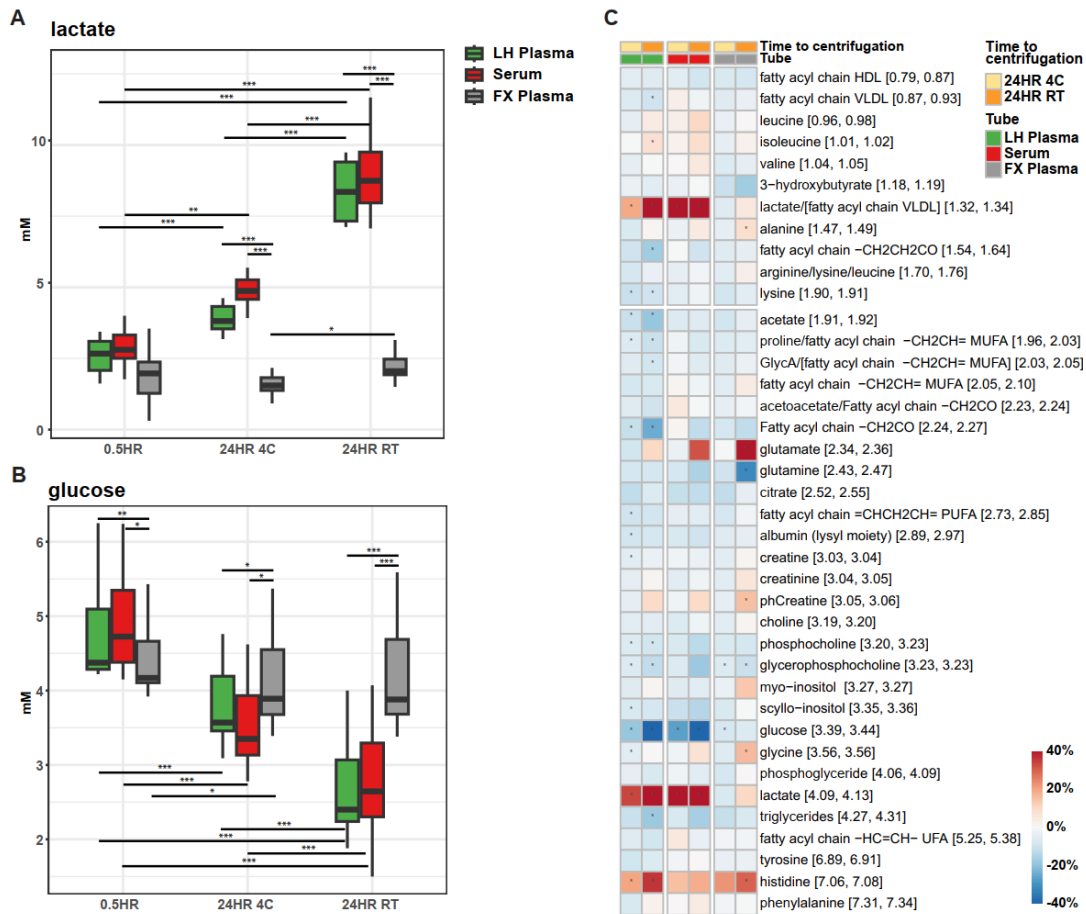 A
lactate
LH Plasma
Serum
FX Plasma
***
***
***
***
***
***
**
***
***
***
*
10
5
0
mM
0.5HR
24HR 4C
24HR RT
B
glucose
**
*
*
*
***
***
***
***
*
***
***
***
***
6
5
4
3
2
mM
0.5HR
24HR 4C
24HR RT
C
Time to centrifugation
Tube
fatty acyl chain HDL [0.79, 0.87]
fatty acyl chain VLDL [0.87, 0.93]
leucine [0.96, 0.98]
isoleucine [1.01, 1.02]
valine [1.04, 1.05]
3−hydroxybutyrate [1.18, 1.19]
lactate/[fatty acyl chain VLDL] [1.32, 1.34]
alanine [1.47, 1.49]
fatty acyl chain −CH2CH2CO [1.54, 1.64]
arginine/lysine/leucine [1.70, 1.76]
lysine [1.90, 1.91]
acetate [1.91, 1.92]
proline/fatty acyl chain −CH2CH= MUFA [1.96, 2.03]
GlycA/[fatty acyl chain −CH2CH= MUFA] [2.03, 2.05]
fatty acyl chain −CH2CH= MUFA [2.05, 2.10]
acetoacetate/Fatty acyl chain −CH2CO [2.23, 2.24]
Fatty acyl chain −CH2CO [2.24, 2.27]
glutamate [2.34, 2.36]
glutamine [2.43, 2.47]
citrate [2.52, 2.55]
fatty acyl chain =CHCH2CH= PUFA [2.73, 2.85]
albumin (lysyl moiety) [2.89, 2.97]
creatine [3.03, 3.04]
creatinine [3.04, 3.05]
phCreatine [3.05, 3.06]
choline [3.19, 3.20]
phosphocholine [3.20, 3.23]
glycerophosphocholine [3.23, 3.23]
myo−inositol [3.27, 3.27]
scyllo−inositol [3.35, 3.36]
glucose [3.39, 3.44]
glycine [3.56, 3.56]
phosphoglyceride [4.06, 4.09]
lactate [4.09, 4.13]
triglycerides [4.27, 4.31]
fatty acyl chain −HC=CH− UFA [5.25, 5.38]
tyrosine [6.89, 6.91]
histidine [7.06, 7.08]
phenylalanine [7.31, 7.34]
Time to
centrifugation
24HR 4C
24HR RT
Tube
LH Plasma
Serum
FX Plasma
40%
20%
0%
-20%
-40%